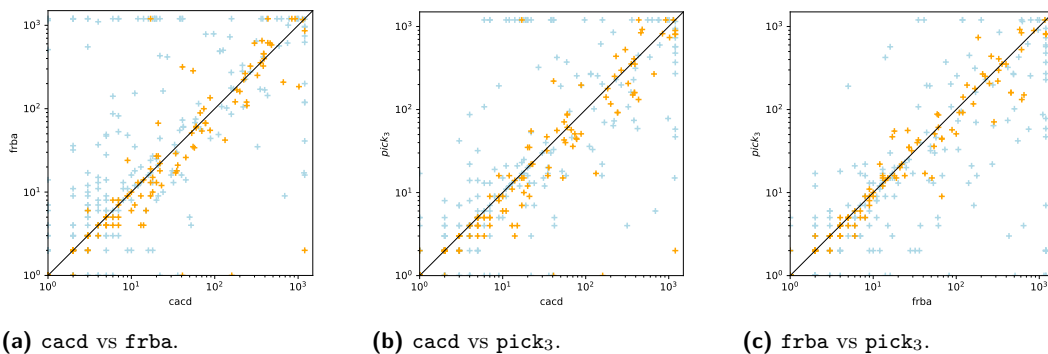 10³
10²
10¹
10⁰
frba
10⁰ 10¹ 10² 10³
cacd
10³
10²
10¹
10⁰
pick₃
10⁰ 10¹ 10² 10³
cacd
10³
10²
10¹
10⁰
pick₃
10⁰ 10¹ 10² 10³
frba
(a) cacd vs frba.
(b) cacd vs pick₃.
(c) frba vs pick₃.